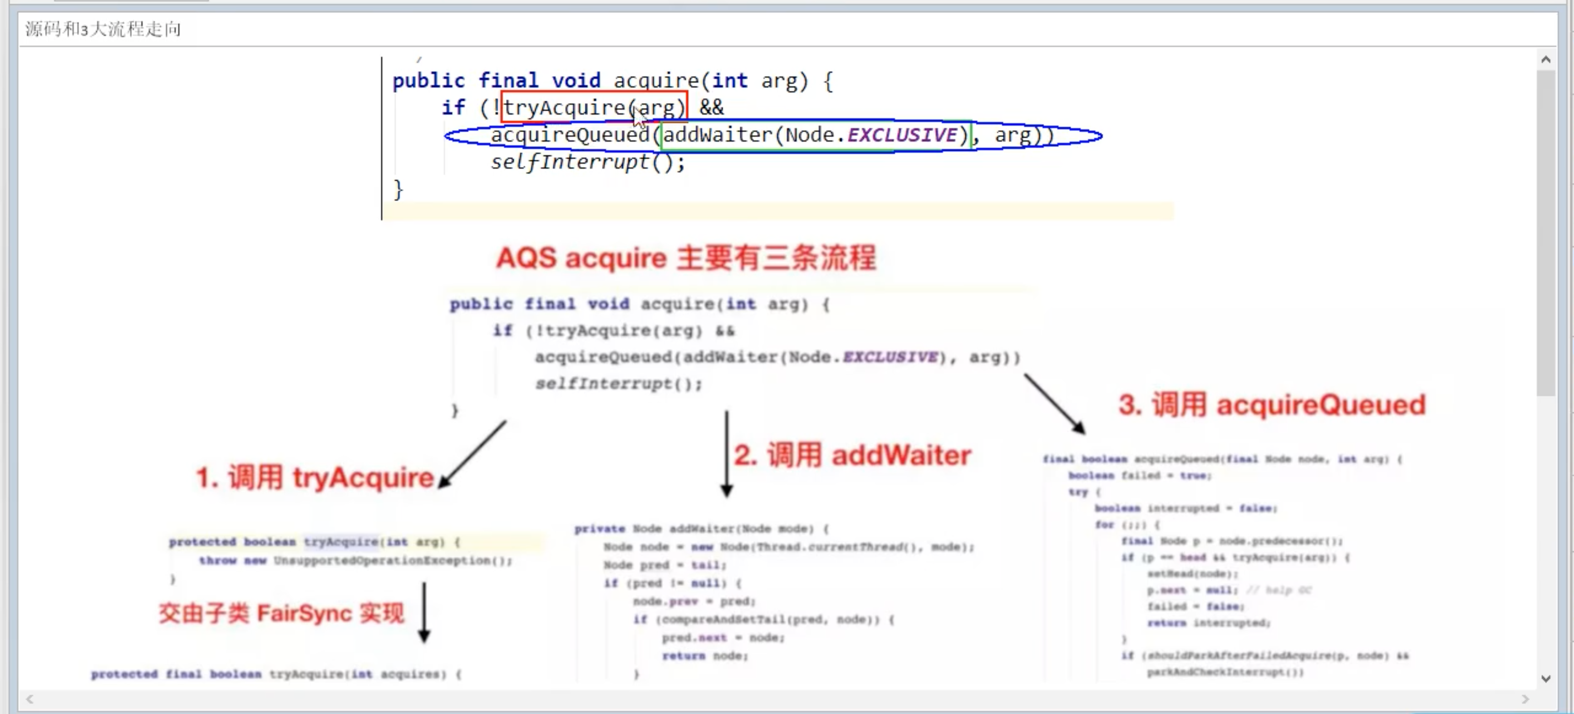 源码和3大流程走向
public final void acquire(int arg) {
if (!tryAcquire(arg) &&
acquireQueued(addWaiter(Node.EXCLUSIVE), arg))
selfInterrupt();
}
AQS acquire 主要有三条流程
public final void acquire(int arg) {
if (!tryAcquire(arg) &&
acquireQueued(addWaiter(Node.EXCLUSIVE), arg))
selfInterrupt();
}
1. 调用 tryAcquire
protected boolean tryAcquire(int arg) {
throw new UnsupportedOperationException();
}
交由子类 FairSync 实现
protected final boolean tryAcquire(int acquires) {
2. 调用 addWaiter
private Node addWaiter(Node mode) {
Node node = new Node(Thread.currentThread(), mode);
Node pred = tail;
if (pred != null) {
node.prev = pred;
if (compareAndSetTail(pred, node)) {
pred.next = node;
return node;
}
3. 调用 acquireQueued
final boolean acquireQueued(final Node node, int arg) {
boolean failed = true;
try {
boolean interrupted = false;
for (;;) {
final Node p = node.predecessor();
if (p == head && tryAcquire(arg)) {
setHead(node);
p.next = null; // help GC
failed = false;
return interrupted;
}
if (shouldParkAfterFailedAcquire(p, node) &&
parkAndCheckInterrupt())